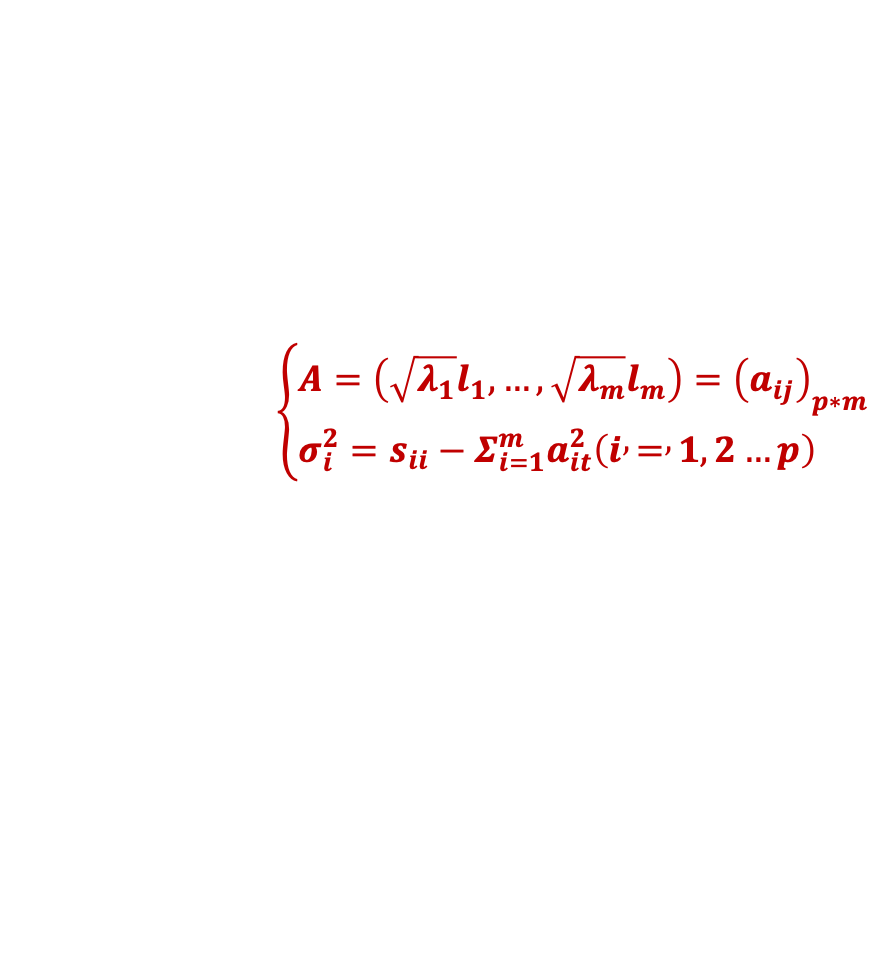 A = (√λ₁l₁, …, √λₘlₘ) = (aᵢⱼ)ₚ∗ₘ
σᵢ² = sᵢᵢ − Σᵢ₌₁ᵐ aᵢₜ² (i, =, 1, 2 … p)